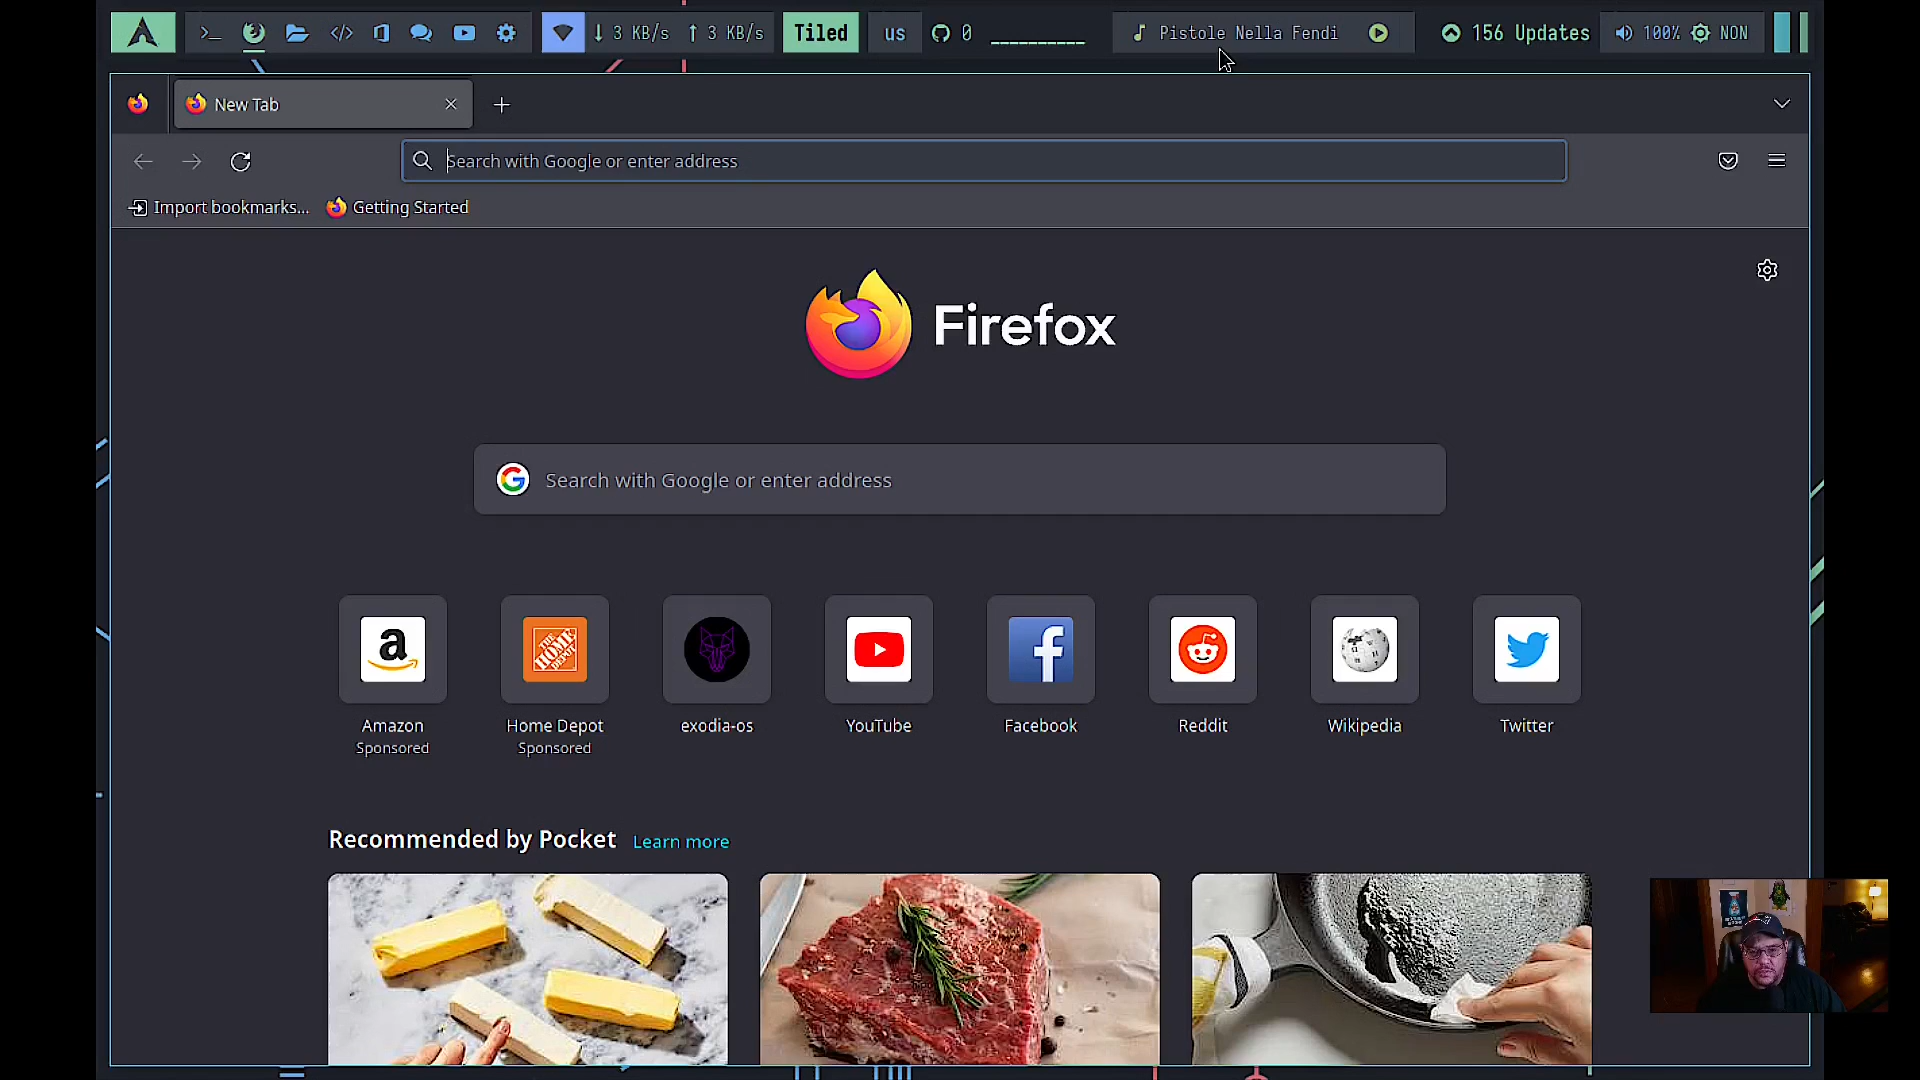 >_ </> ↓ 3 KB/s ↑ 3 KB/s Tiled us 0 __________ Pistole Nella Fendi 156 Updates 100% NON
New Tab
Search with Google or enter address
Import bookmarks... Getting Started
Firefox
Search with Google or enter address
Amazon Home Depot exodia-os YouTube Facebook Reddit Wikipedia Twitter
Sponsored Sponsored
Recommended by Pocket Learn more